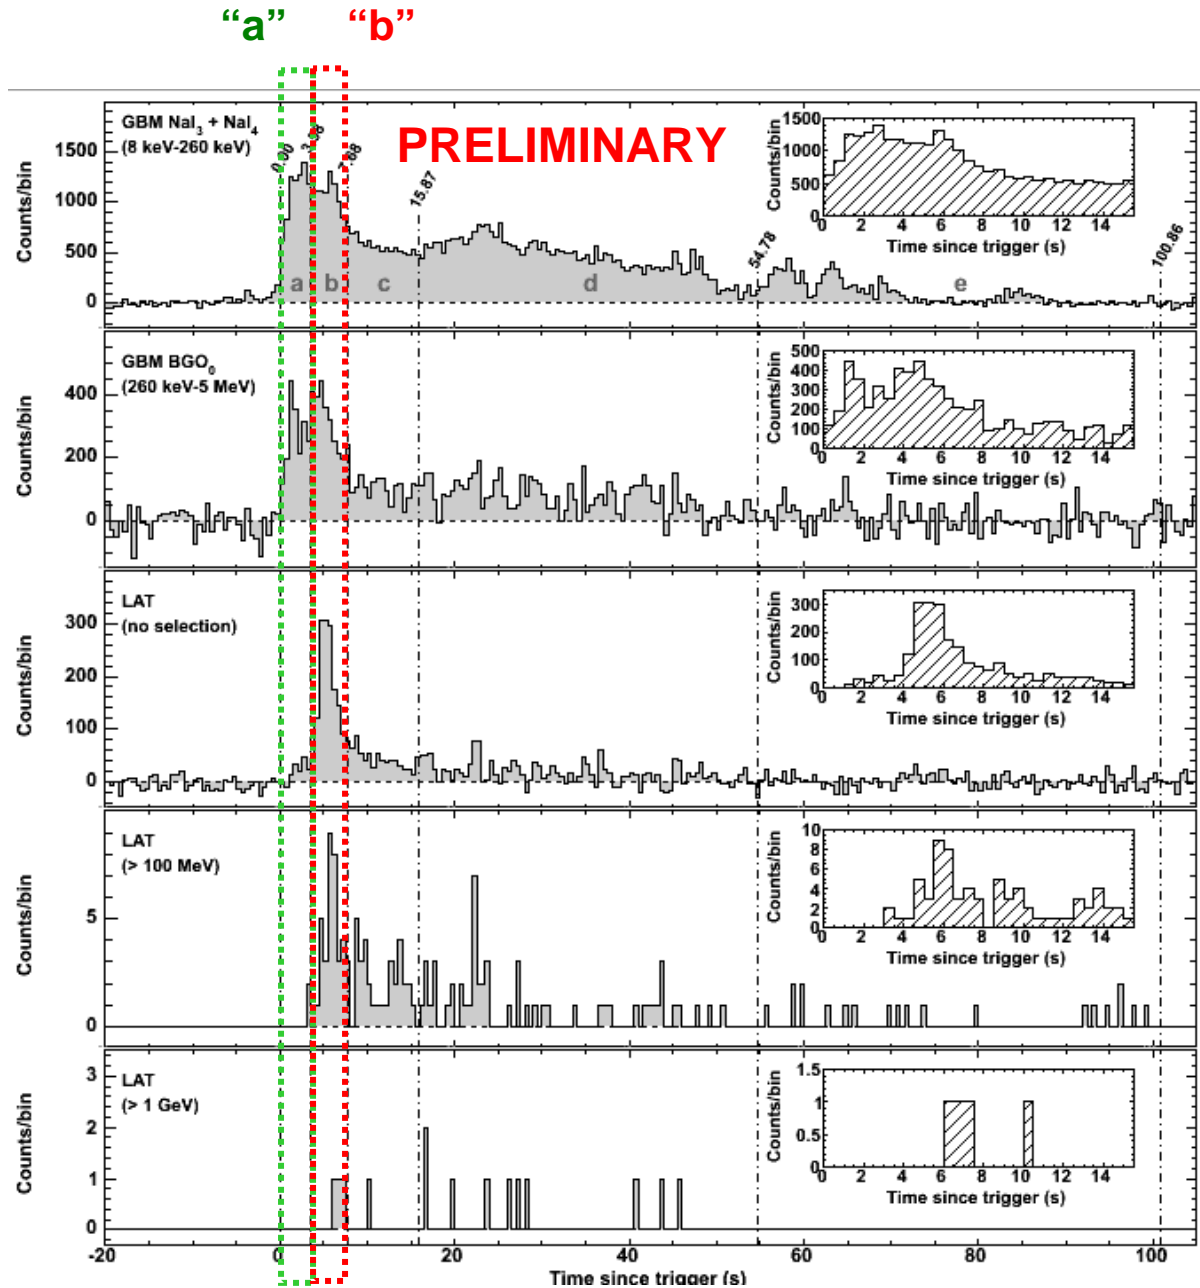 “a” “b”
GBM NaI3 + NaI4
(8 keV-260 keV)
PRELIMINARY
0.00 7.68 15.87 54.78 100.86
a b c d e
Counts/bin
1500
1000
500
0
Counts/bin
1500
1000
500
0
0 2 4 6 8 10 12 14
Time since trigger (s)
GBM BGO0
(260 keV-5 MeV)
Counts/bin
400
200
0
Counts/bin
500
400
300
200
100
0
0 2 4 6 8 10 12 14
Time since trigger (s)
LAT
(no selection)
Counts/bin
300
200
100
0
Counts/bin
300
200
100
0
0 2 4 6 8 10 12 14
Time since trigger (s)
LAT
(> 100 MeV)
Counts/bin
5
0
Counts/bin
10
8
6
4
2
0
0 2 4 6 8 10 12 14
Time since trigger (s)
LAT
(> 1 GeV)
Counts/bin
3
2
1
0
Counts/bin
1.5
1
0.5
0
0 2 4 6 8 10 12 14
Time since trigger (s)
-20 0 20 40 60 80 100
Time since trigger (s)